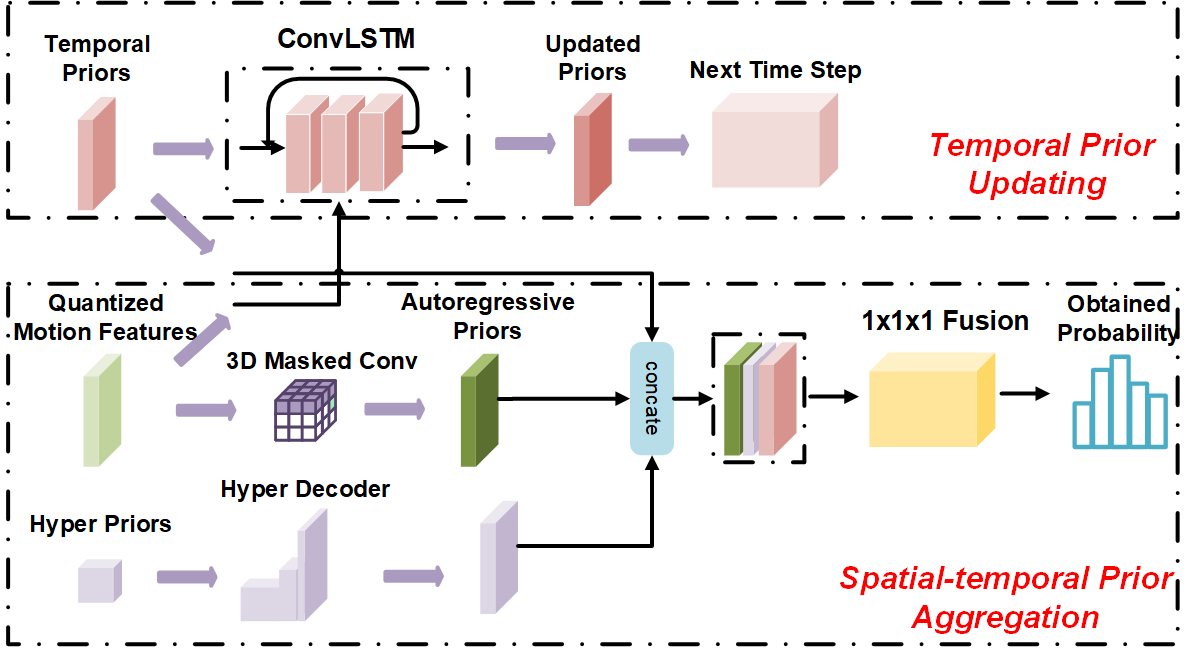 Temporal
Priors
ConvLSTM
Updated
Priors
Next Time Step
Temporal Prior
Updating
Quantized
Motion Features
3D Masked Conv
Autoregressive
Priors
concate
1x1x1 Fusion
Obtained
Probability
Hyper Priors
Hyper Decoder
Spatial-temporal Prior
Aggregation